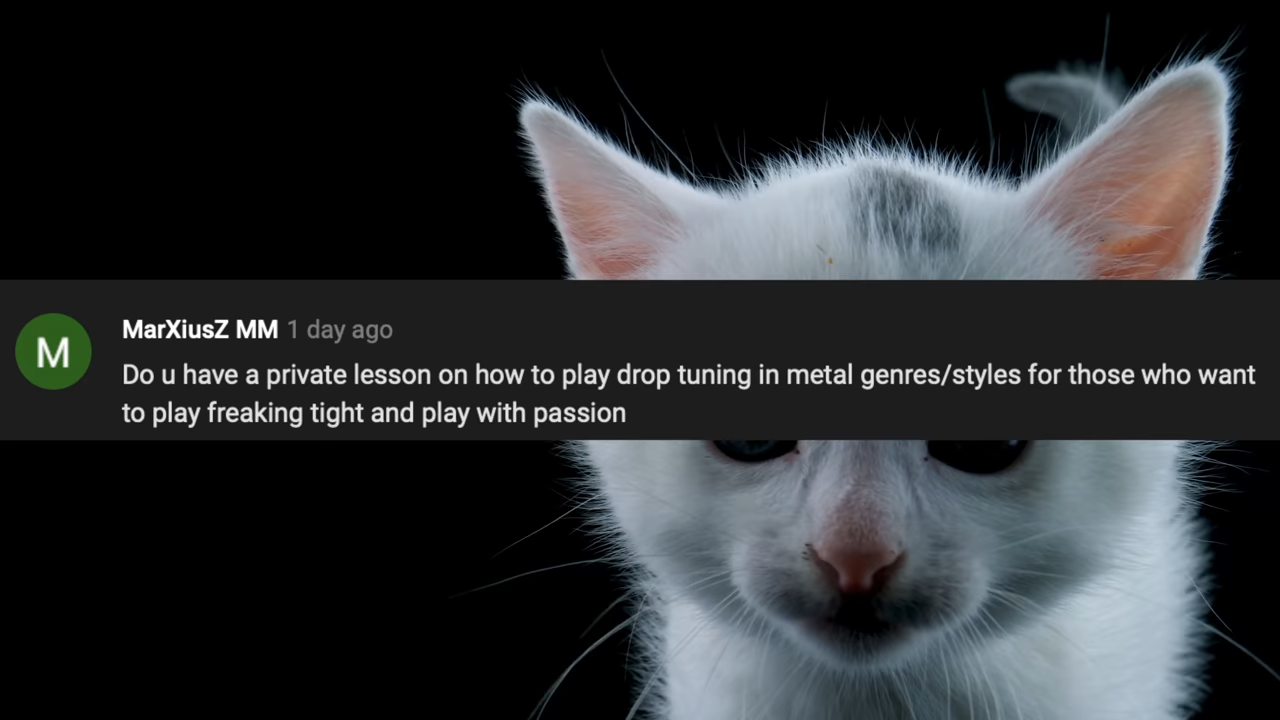 M
MarXiusZ MM 1 day ago
Do u have a private lesson on how to play drop tuning in metal genres/styles for those who want
to play freaking tight and play with passion